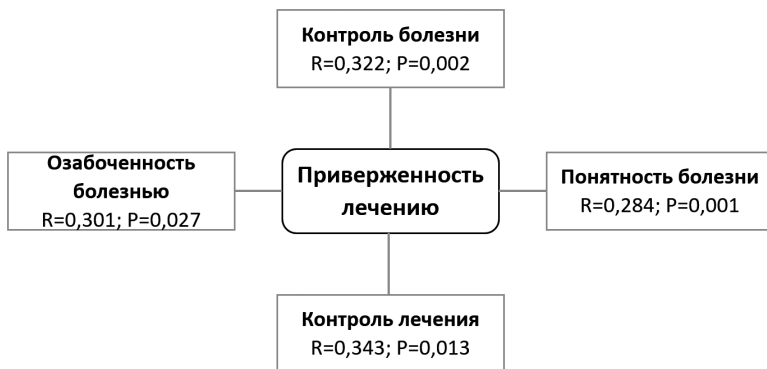 Контроль болезни
R=0,322; P=0,002
Озабоченность
болезнью
R=0,301; P=0,027
Приверженность
лечению
Понятность болезни
R=0,284; P=0,001
Контроль лечения
R=0,343; P=0,013